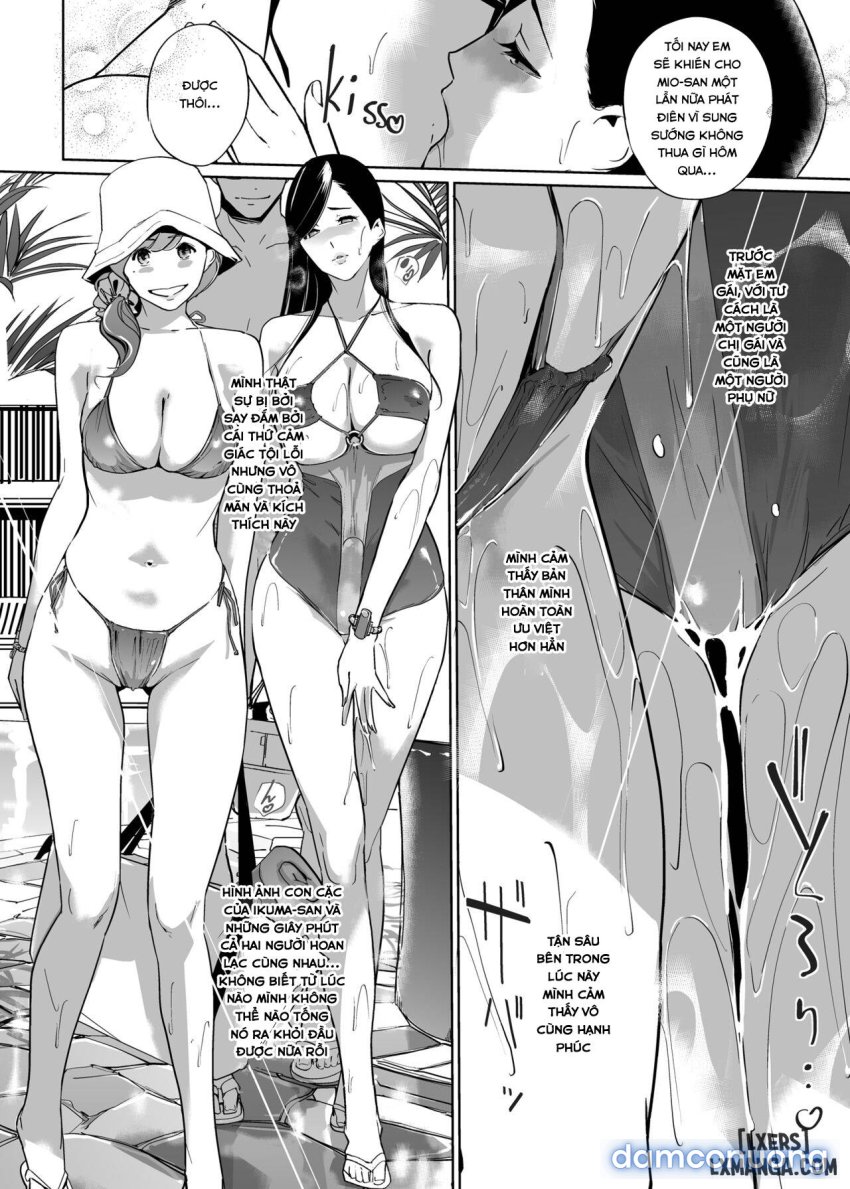 TỐI NAY EM
SẼ KHIẾN CHO
MIO-SAN MỘT
LẦN NỮA PHÁT
ĐIÊN VÌ SUNG
SƯỚNG KHÔNG
THUA GÌ HÔM
QUA...
ĐƯỢC
THÔI...
Kiss♡
TRƯỚC
MẶT EM
GÁI, VỚI TƯ
CÁCH LÀ
MỘT NGƯỜI
CHỊ GÁI VÀ
CŨNG LÀ
MỘT NGƯỜI
PHỤ NỮ
MÌNH CẢM
THẤY BẢN
THÂN MÌNH
HOÀN TOÀN
ƯU VIỆT
HƠN HẲN
TẬN SÂU
BÊN TRONG
LÚC NÀY
MÌNH CẢM
THẤY VÔ
CÙNG HẠNH
PHÚC
とろり…♡
MÌNH THẬT
SỰ BỊ BỞI
SAY ĐẮM BỞI
CÁI THỨ CẢM
GIÁC TỘI LỖI
NHƯNG VÔ
CÙNG THOẢ
MÃN VÀ KÍCH
THÍCH NÀY
HÌNH ẢNH CON CẶC
CỦA IKUMA-SAN VÀ
NHỮNG GIÂY PHÚT
CẢ HAI NGƯỜI HOAN
LẠC CÙNG NHAU...
KHÔNG BIẾT TỪ LÚC
NÀO MÌNH KHÔNG
THỂ NÀO TỐNG
NÓ RA KHỎI ĐẦU
ĐƯỢC NỮA RỒI
[LXERS]
damconuong
LXMANGA.COM